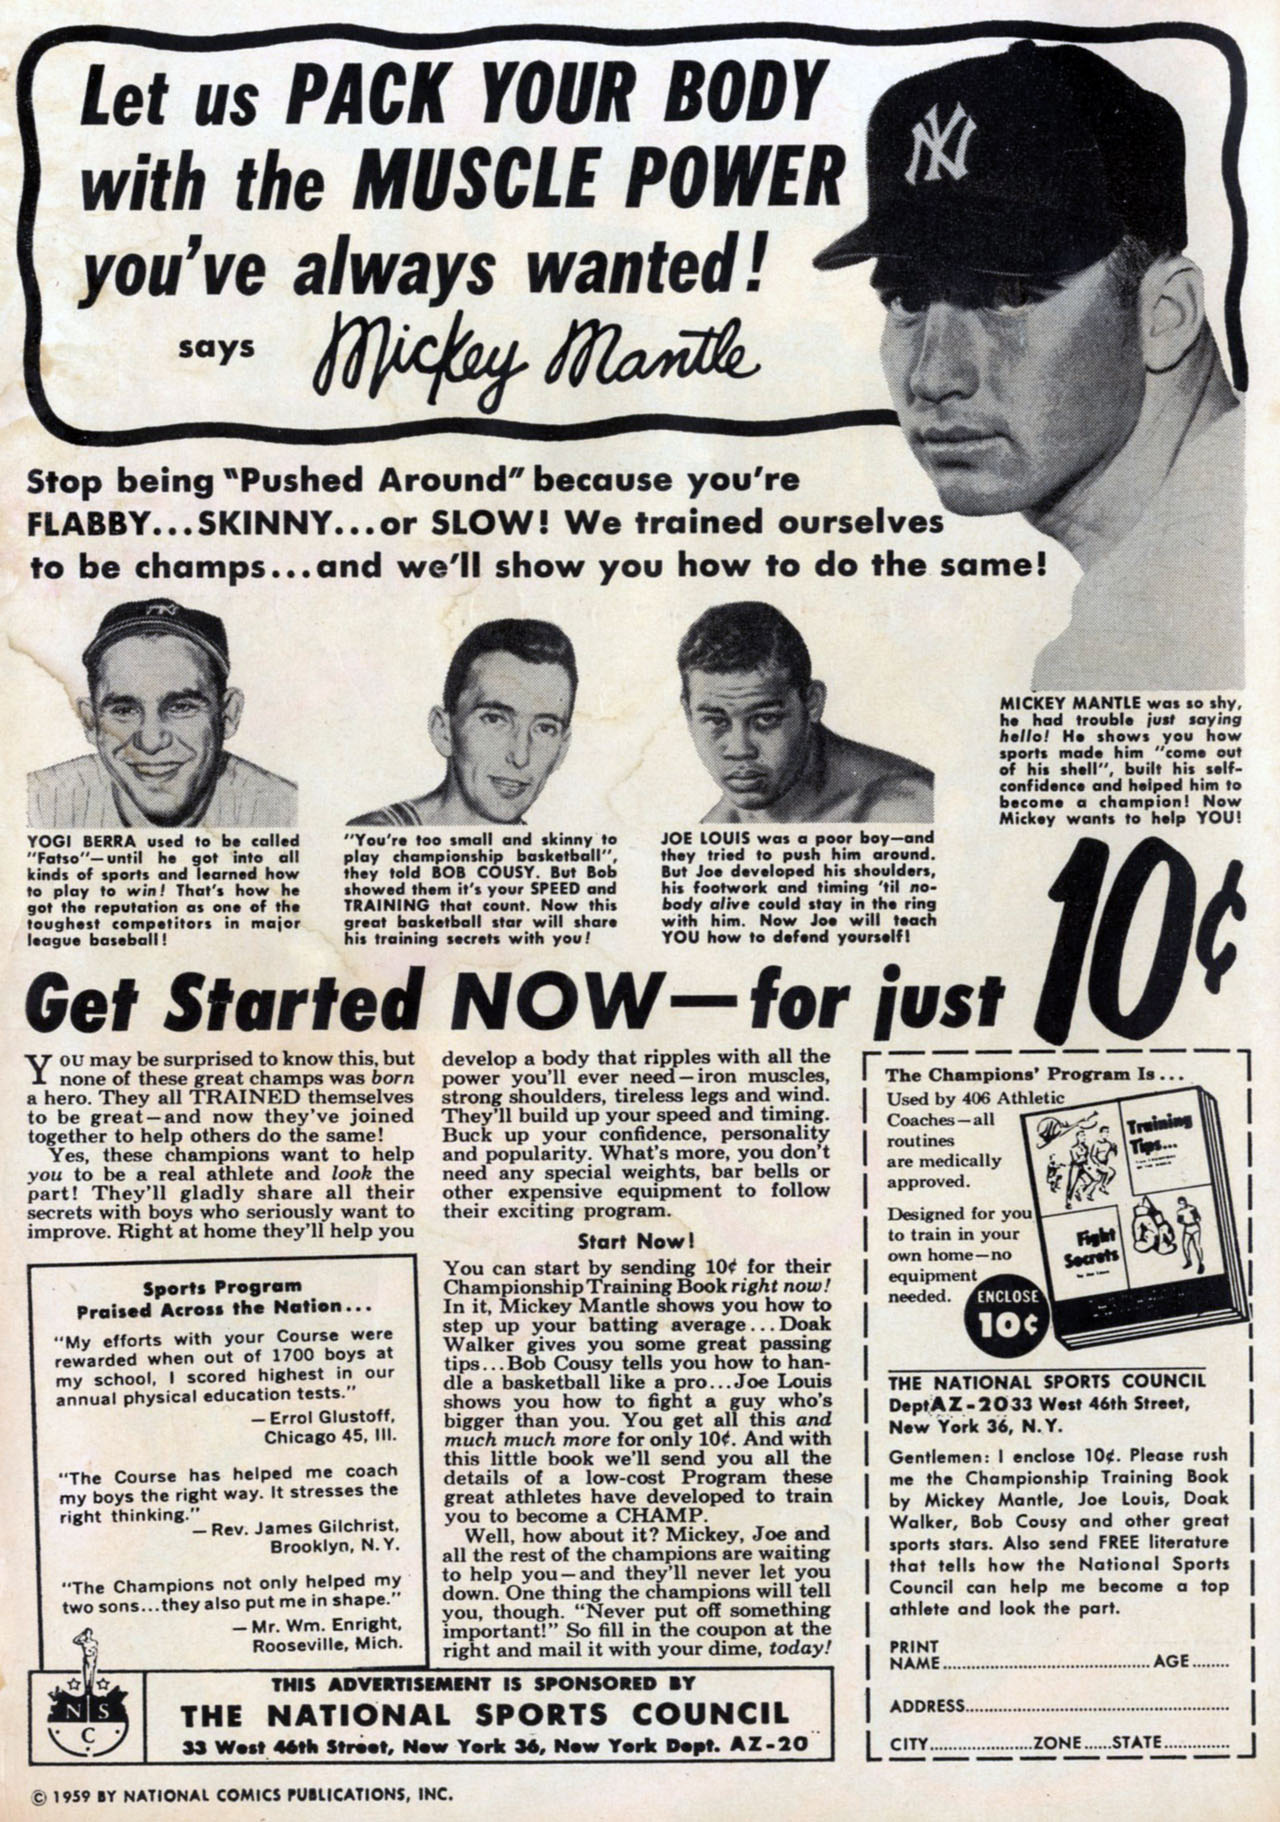 Let us PACK YOUR BODY
with the MUSCLE POWER
you've always wanted!
says Mickey Mantle
NY
Stop being "Pushed Around" because you're
FLABBY...SKINNY...or SLOW! We trained ourselves
to be champs...and we'll show you how to do the same!
MICKEY MANTLE was so shy,
he had trouble just saying
hello! He shows you how
sports made him "come out
of his shell", built his self-
confidence and helped him to
become a champion! Now
Mickey wants to help YOU!
YOGI BERRA used to be called
"Fatso"—until he got into all
kinds of sports and learned how
to play to win! That's how he
got the reputation as one of the
toughest competitors in major
league baseball!
"You're too small and skinny to
play championship basketball",
they told BOB COUSY. But Bob
showed them it's your SPEED and
TRAINING that count. Now this
great basketball star will share
his training secrets with you!
JOE LOUIS was a poor boy—and
they tried to push him around.
But Joe developed his shoulders,
his footwork and timing 'til no-
body alive could stay in the ring
with him. Now Joe will teach
YOU how to defend yourself!
Get Started NOW—for just 10¢
YOU may be surprised to know this, but
none of these great champs was born
a hero. They all TRAINED themselves
to be great—and now they've joined
together to help others do the same!
Yes, these champions want to help
you to be a real athlete and look the
part! They'll gladly share all their
secrets with boys who seriously want to
improve. Right at home they'll help you
develop a body that ripples with all the
power you'll ever need—iron muscles,
strong shoulders, tireless legs and wind.
They'll build up your speed and timing.
Buck up your confidence, personality
and popularity. What's more, you don't
need any special weights, bar bells or
other expensive equipment to follow
their exciting program.
Start Now!
You can start by sending 10¢ for their
Championship Training Book right now!
In it, Mickey Mantle shows you how to
step up your batting average...Doak
Walker gives you some great passing
tips...Bob Cousy tells you how to han-
dle a basketball like a pro...Joe Louis
shows you how to fight a guy who's
bigger than you. You get all this and
much much more for only 10¢. And with
this little book we'll send you all the
details of a low-cost Program these
great athletes have developed to train
you to become a CHAMP.
Well, how about it? Mickey, Joe and
all the rest of the champions are waiting
to help you—and they'll never let you
down. One thing the champions will tell
you, though. "Never put off something
important!" So fill in the coupon at the
right and mail it with your dime, today!
Sports Program
Praised Across the Nation...
"My efforts with your Course were
rewarded when out of 1700 boys at
my school, I scored highest in our
annual physical education tests."
—Errol Glustoff,
Chicago 45, Ill.
"The Course has helped me coach
my boys the right way. It stresses the
right thinking."
—Rev. James Gilchrist,
Brooklyn, N.Y.
"The Champions not only helped my
two sons...they also put me in shape."
—Mr. Wm. Enright,
Rooseville, Mich.
N S
C
THIS ADVERTISEMENT IS SPONSORED BY
THE NATIONAL SPORTS COUNCIL
33 West 46th Street, New York 36, New York Dept. AZ-20
The Champions' Program Is...
Used by 406 Athletic
Coaches—all
routines
are medically
approved.
Designed for you
to train in your
own home—no
equipment
needed.
Training
Tips...
Fight
Secrets
ENCLOSE
10¢
THE NATIONAL SPORTS COUNCIL
Dept AZ-20 33 West 46th Street,
New York 36, N.Y.
Gentlemen: I enclose 10¢. Please rush
me the Championship Training Book
by Mickey Mantle, Joe Louis, Doak
Walker, Bob Cousy and other great
sports stars. Also send FREE literature
that tells how the National Sports
Council can help me become a top
athlete and look the part.
PRINT
NAME..........AGE.......
ADDRESS..........
CITY..........ZONE.....STATE..........
© 1959 BY NATIONAL COMICS PUBLICATIONS, INC.